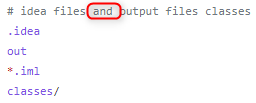 # idea files and output files classes
.idea
out
*.iml
classes/